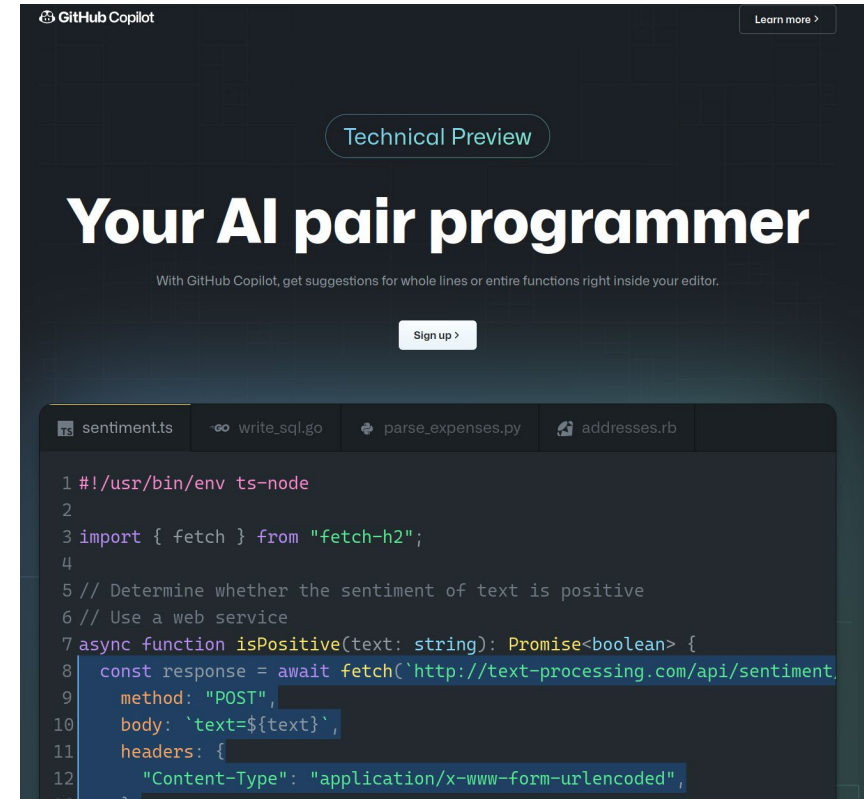 GitHub Copilot
Learn more >
Technical Preview
Your AI pair programmer
With GitHub Copilot, get suggestions for whole lines or entire functions right inside your editor.
Sign up >
TS sentiment.ts GO write_sql.go parse_expenses.py addresses.rb
1 #!/usr/bin/env ts-node
2
3 import { fetch } from "fetch-h2";
4
5 // Determine whether the sentiment of text is positive
6 // Use a web service
7 async function isPositive(text: string): Promise<boolean> {
8 const response = await fetch(`http://text-processing.com/api/sentiment
9 method: "POST",
10 body: `text=${text}`,
11 headers: {
12 "Content-Type": "application/x-www-form-urlencoded",